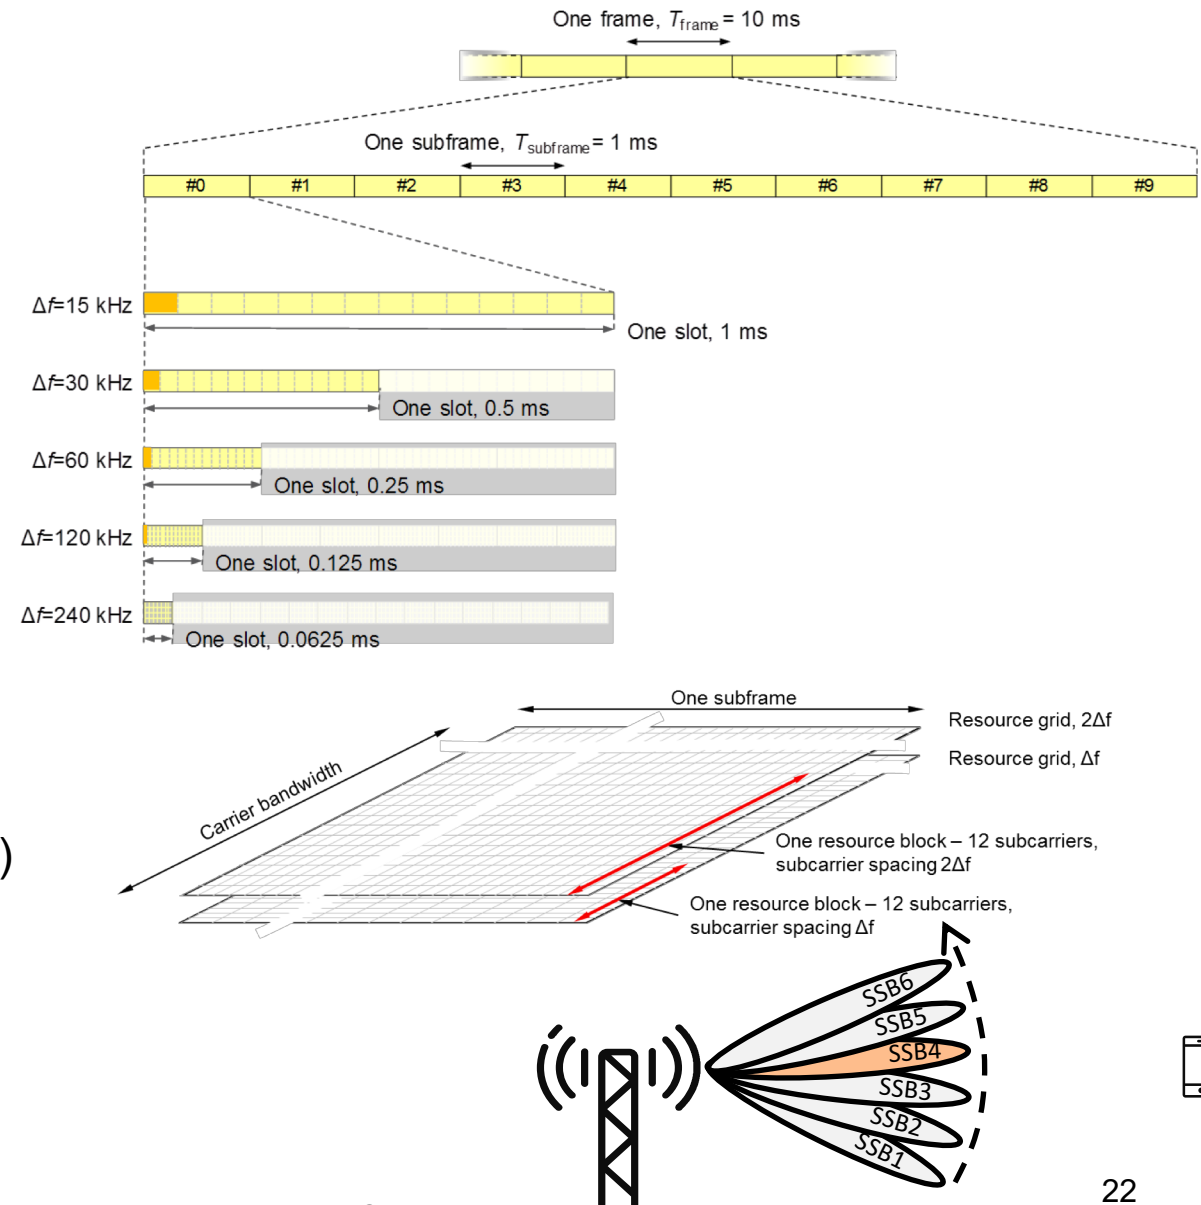 One frame, Tframe = 10 ms
One subframe, Tsubframe = 1 ms
#0 #1 #2 #3 #4 #5 #6 #7 #8 #9
Δf=15 kHz
One slot, 1 ms
Δf=30 kHz
One slot, 0.5 ms
Δf=60 kHz
One slot, 0.25 ms
Δf=120 kHz
One slot, 0.125 ms
Δf=240 kHz
One slot, 0.0625 ms
One subframe
Resource grid, 2Δf
Resource grid, Δf
Carrier bandwidth
)
One resource block – 12 subcarriers,
subcarrier spacing 2Δf
One resource block – 12 subcarriers,
subcarrier spacing Δf
SSB6
SSB5
SSB4
SSB3
SSB2
SSB1
22